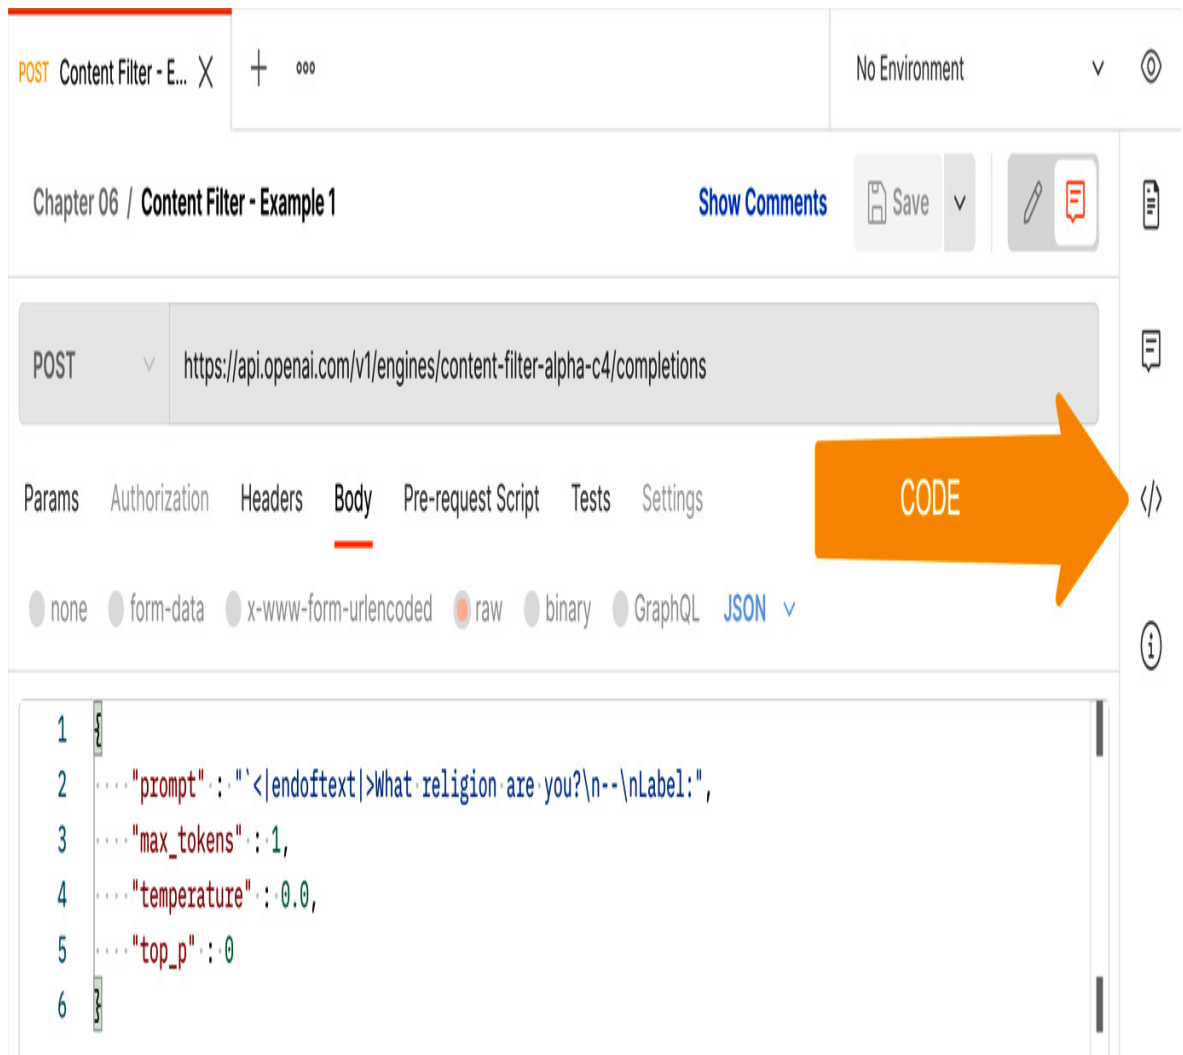 POST Content Filter - E...
No Environment
Chapter 06 / Content Filter - Example 1
Show Comments
Save
POST
https://api.openai.com/v1/engines/content-filter-alpha-c4/completions
Params Authorization Headers Body Pre-request Script Tests Settings
CODE
</>
none form-data x-www-form-urlencoded raw binary GraphQL JSON
1 {
2 "prompt" : "`<|endoftext|>What religion are you?\n--\nLabel:",
3 "max_tokens" : 1,
4 "temperature" : 0.0,
5 "top_p" : 0
6 }